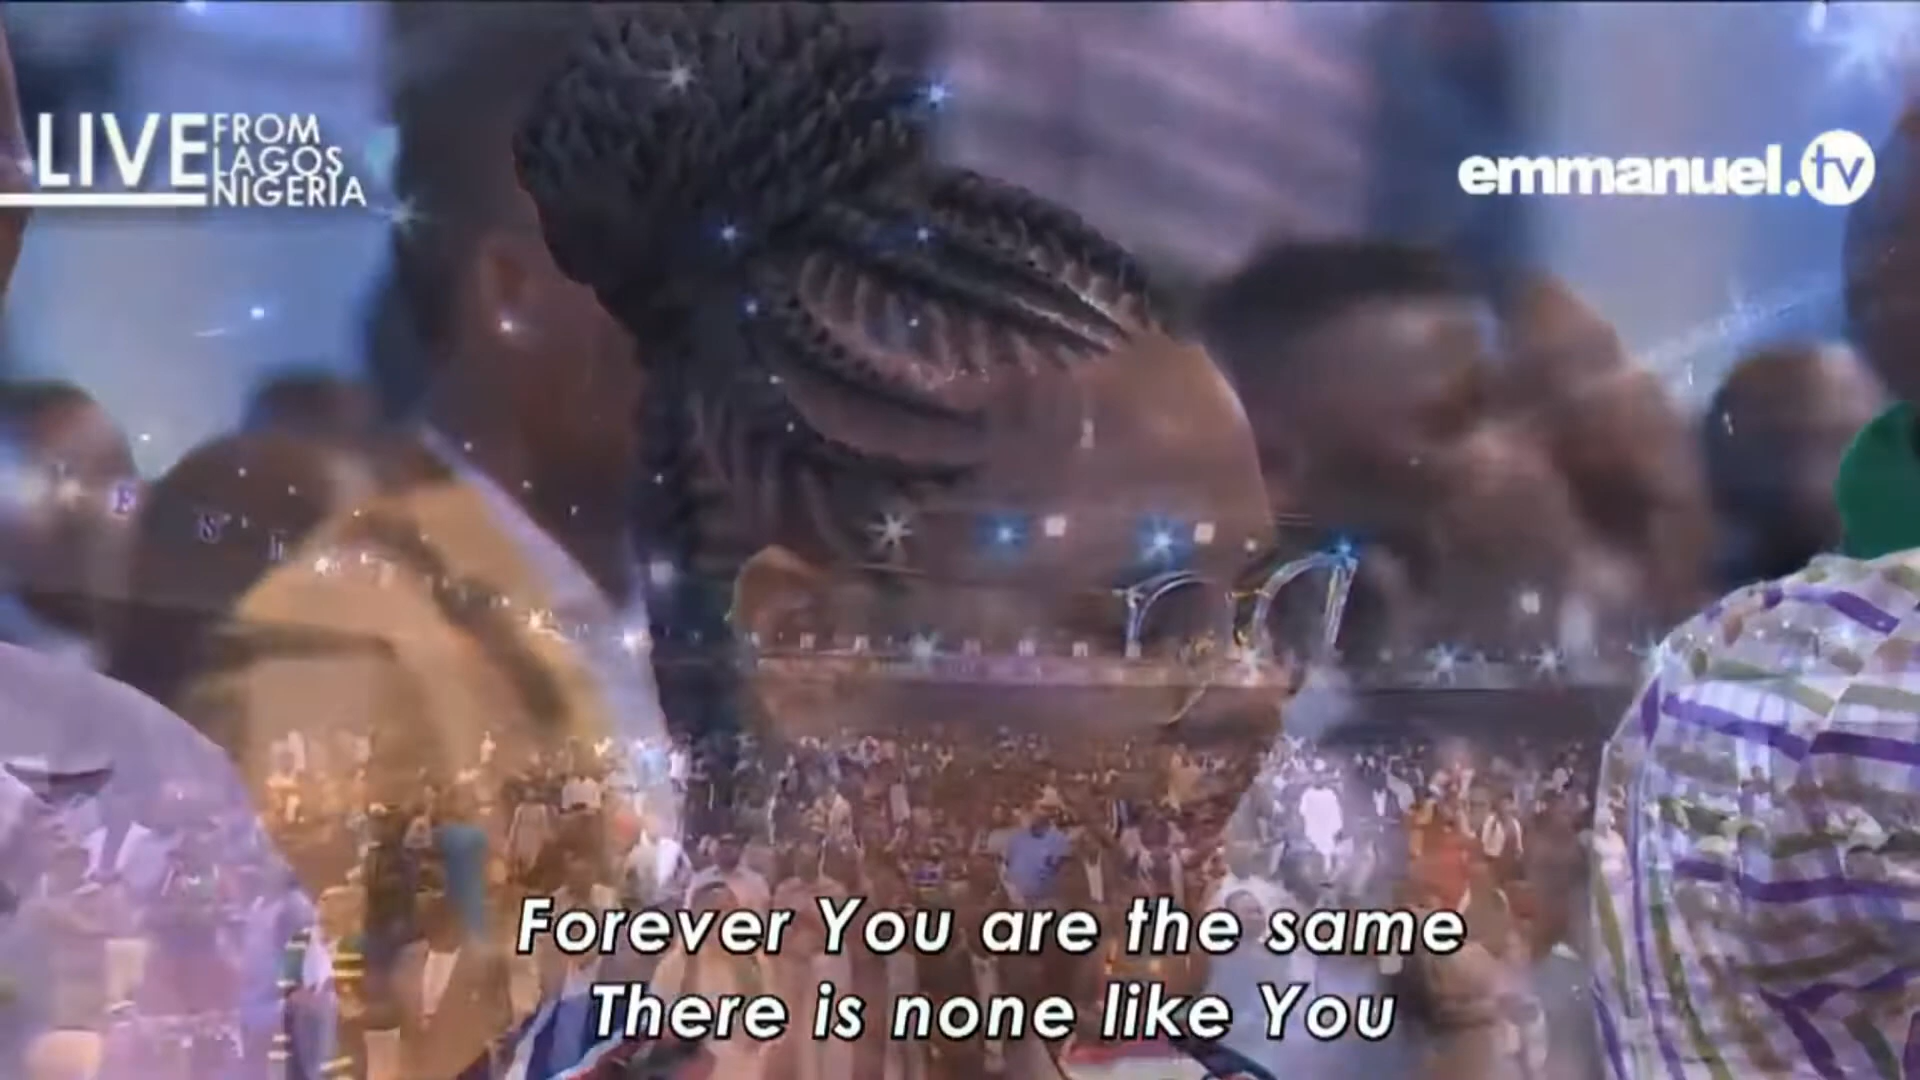 LIVE FROM
LAGOS
NIGERIA
emmanuel.tv
Forever You are the same
There is none like You